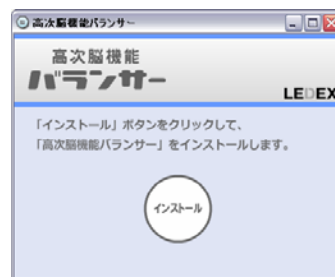 高次脳機能バランサー
高次脳機能
バランサー
LEDEX
「インストール」ボタンをクリックして、
「高次脳機能バランサー」をインストールします。
インストール